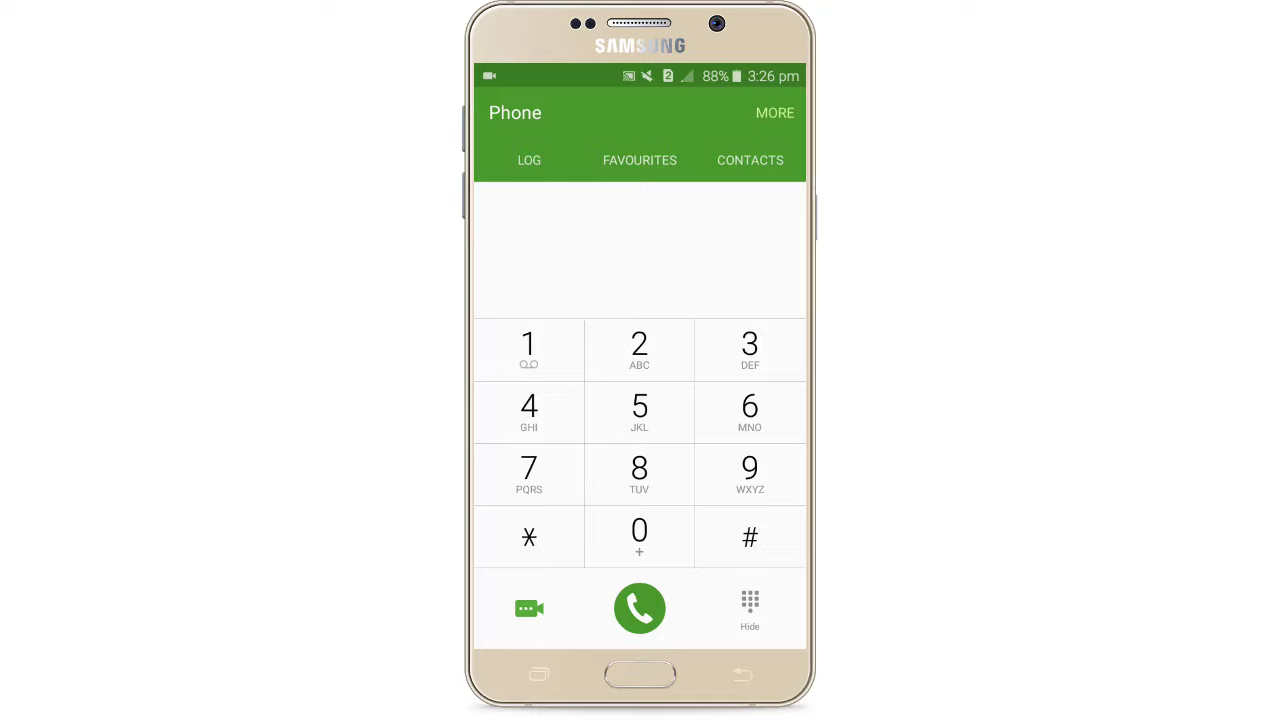 SAMSUNG
2 88% 3:26 pm
Phone MORE
LOG FAVOURITES CONTACTS
1 2 3
ABC DEF
4 5 6
GHI JKL MNO
7 8 9
PQRS TUV WXYZ
* 0 #
+
Hide